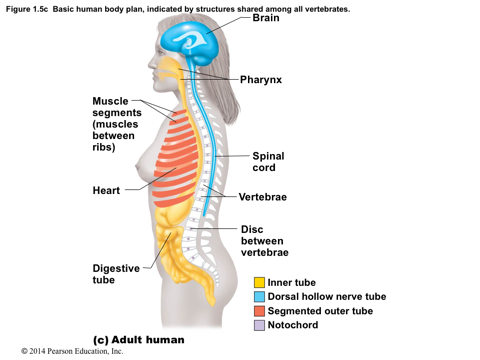 Figure 1.5c Basic human body plan, indicated by structures shared among all vertebrates.
Brain
Pharynx
Muscle
segments
(muscles
between
ribs)
Spinal
cord
Heart
Vertebrae
Disc
between
vertebrae
Digestive
tube
Inner tube
Dorsal hollow nerve tube
Segmented outer tube
Notochord
(c) Adult human
© 2014 Pearson Education, Inc.